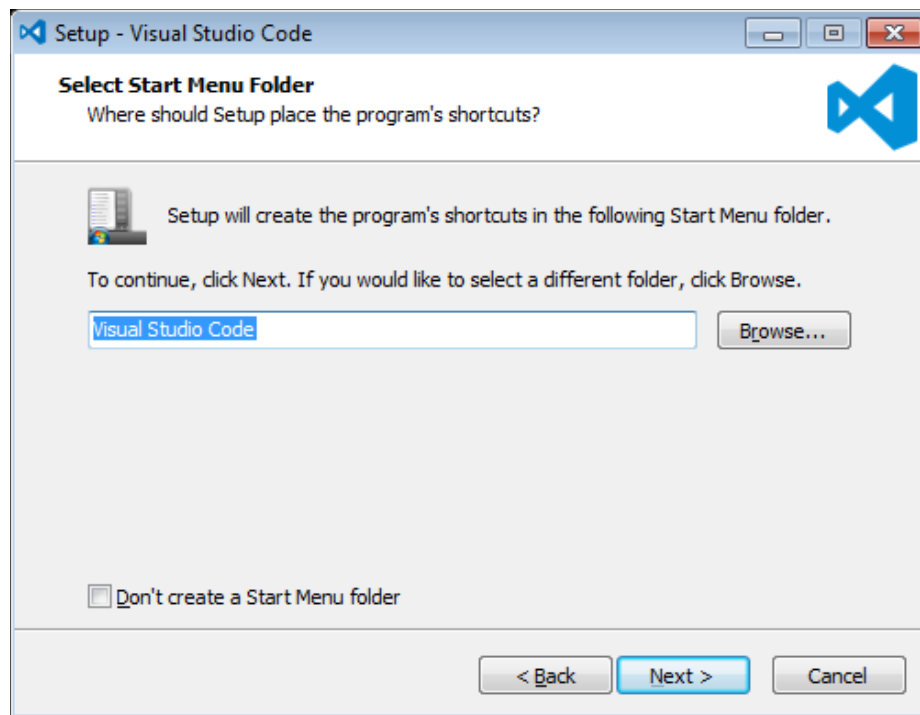 Setup - Visual Studio Code
Select Start Menu Folder
Where should Setup place the program's shortcuts?
Setup will create the program's shortcuts in the following Start Menu folder.
To continue, click Next. If you would like to select a different folder, click Browse.
Visual Studio Code
Browse...
Don't create a Start Menu folder
< Back
Next >
Cancel